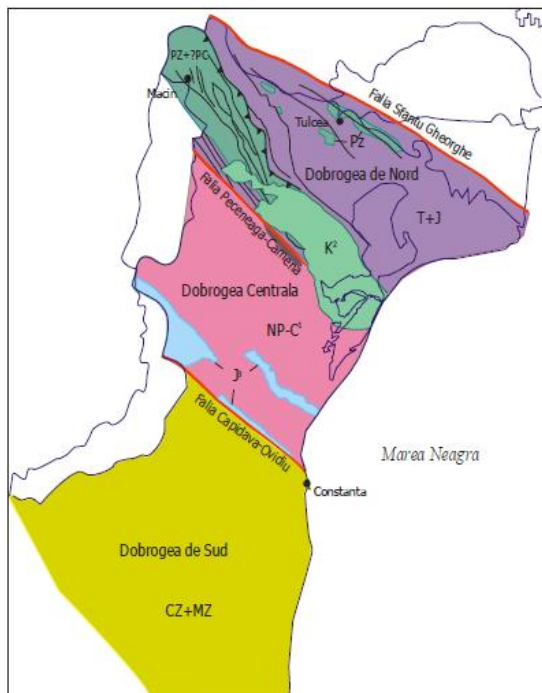 PZ+?PC
Macin
Tulcea
PZ
Falia Sfantu Gheorghe
Dobrogea de Nord
T+J
Falia Peceneaga-Camena
K²
Dobrogea Centrala
NP-C¹
J³
Falia Capidava-Ovidiu
Marea Neagra
Constanta
Dobrogea de Sud
CZ+MZ